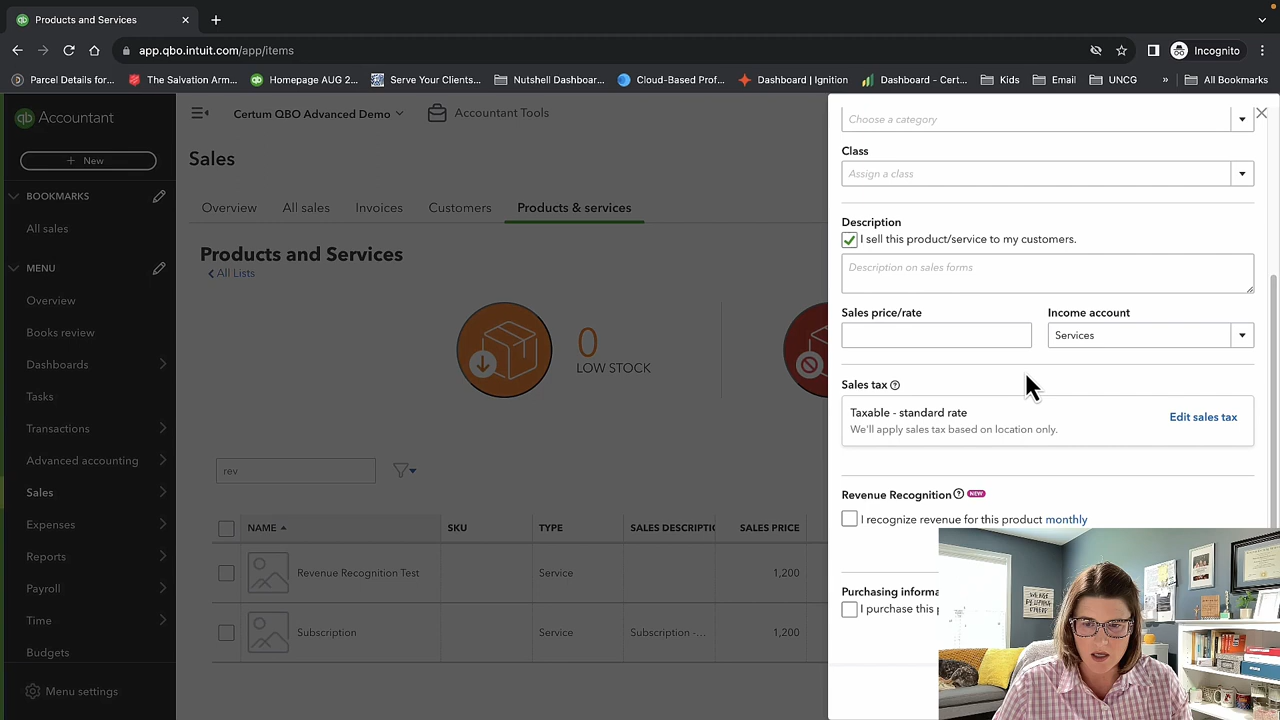 Products and Services
app.qbo.intuit.com/app/items
Incognito
Parcel Details for...
The Salvation Arm...
Homepage AUG 2...
Serve Your Clients...
Nutshell Dashboar...
Cloud-Based Prof...
Dashboard | Ignition
Dashboard - Cert...
Kids
Email
UNCG
»
All Bookmarks
qb Accountant
Certum QBO Advanced Demo
Accountant Tools
+ New
BOOKMARKS
All sales
MENU
Overview
Books review
Dashboards
Tasks
Transactions
Advanced accounting
Sales
Expenses
Reports
Payroll
Time
Budgets
Menu settings
Sales
Overview
All sales
Invoices
Customers
Products & services
Products and Services
All Lists
0
LOW STOCK
rev
NAME
SKU
TYPE
SALES DESCRIPTIO
SALES PRICE
Revenue Recognition Test
Service
1,200
Subscription
Service
Subscription -...
1,200
Choose a category
Class
Assign a class
Description
I sell this product/service to my customers.
Description on sales forms
Sales price/rate
Income account
Services
Sales tax
Taxable - standard rate
We'll apply sales tax based on location only.
Edit sales tax
Revenue Recognition
NEW
I recognize revenue for this product monthly
Purchasing informa
I purchase this p